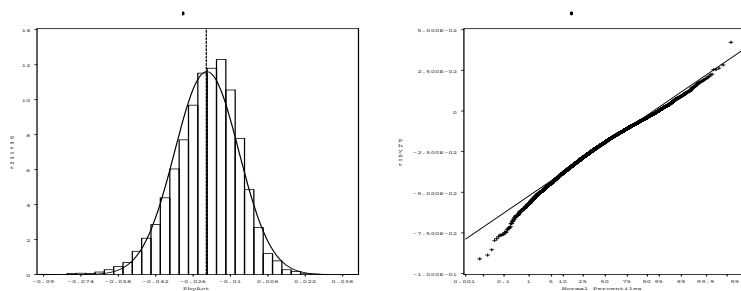 14
12
10
8
6
4
2
0
-0.09 -0.074 -0.058 -0.042 -0.026 -0.01 0.006 0.022 0.038
PhyAct
5.000E-02
2.500E-02
0
-2.500E-02
-5.000E-02
-7.500E-02
-1.000E-01
0.001 0.1 1 5 10 25 50 75 90 95 99 99.9 99
Normal Percentiles